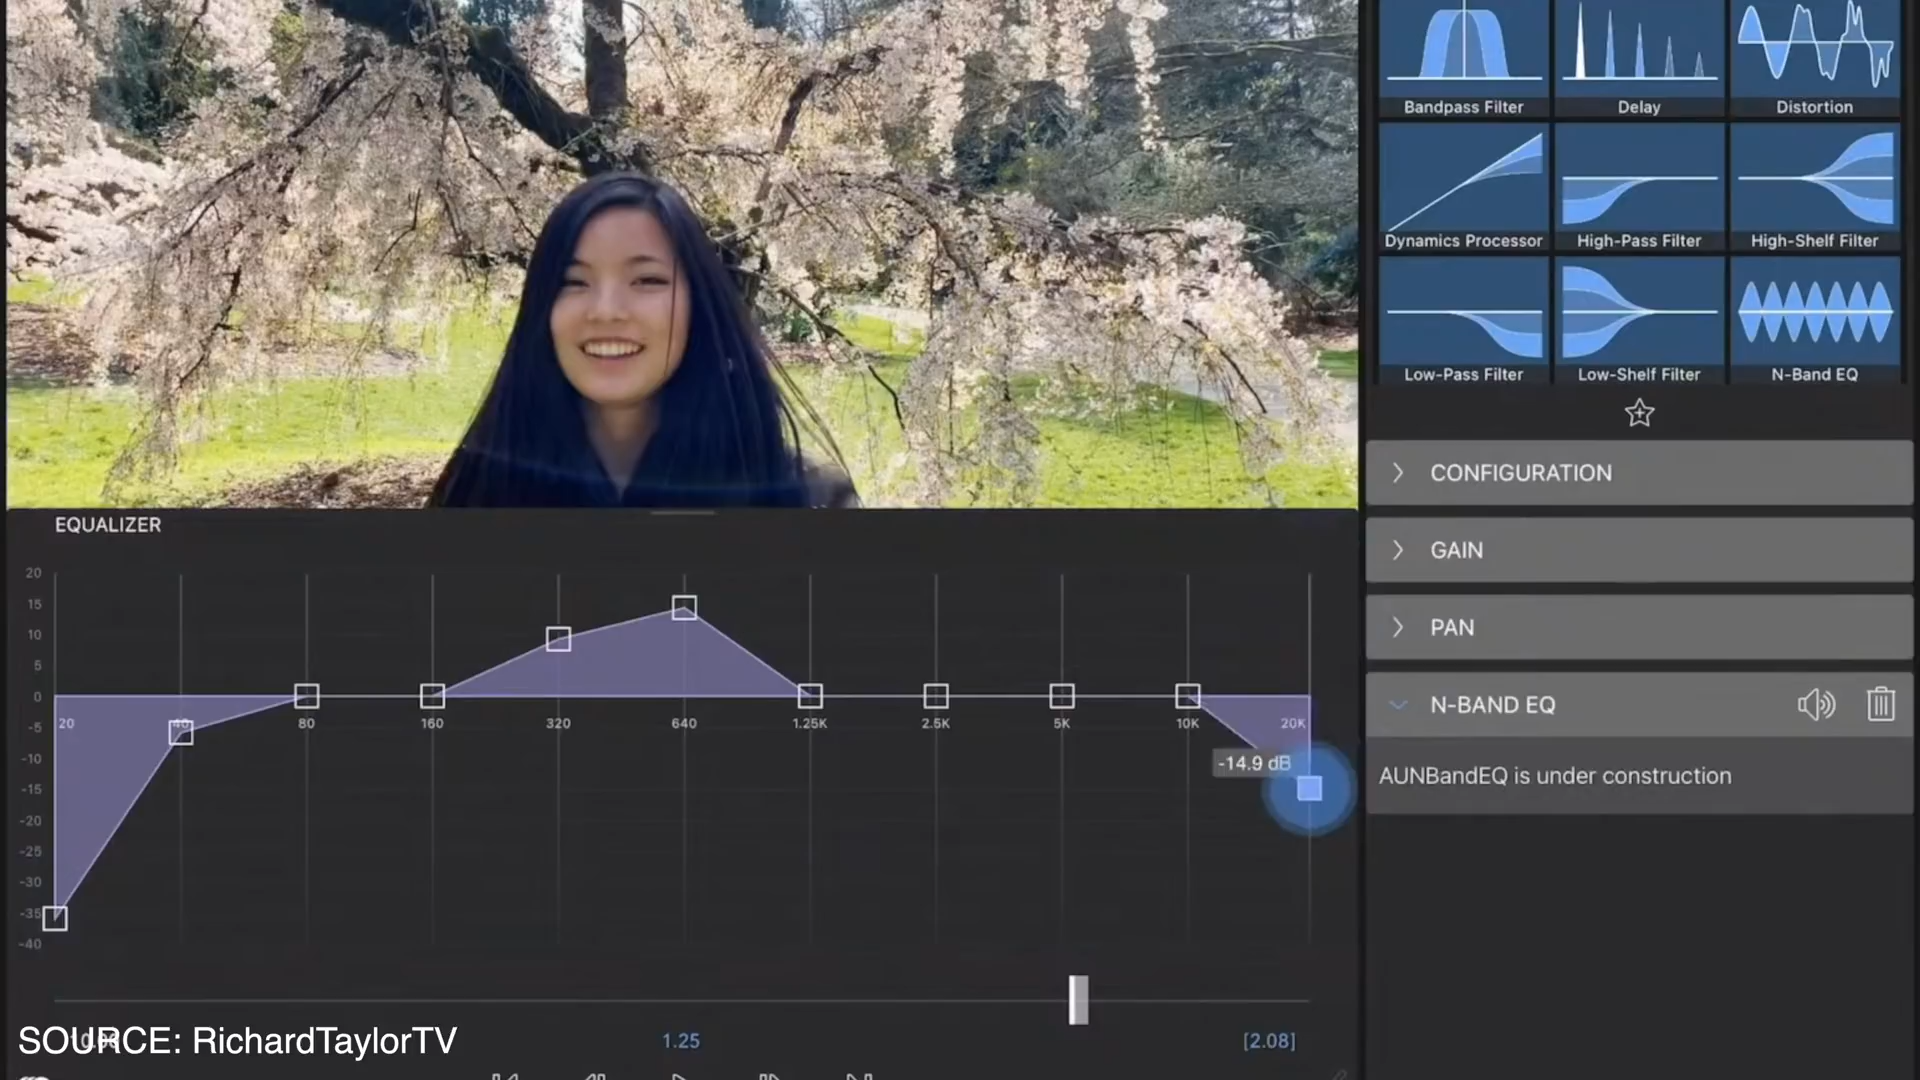 Bandpass Filter
Delay
Distortion
Dynamics Processor
High-Pass Filter
High-Shelf Filter
Low-Pass Filter
Low-Shelf Filter
N-Band EQ
CONFIGURATION
GAIN
PAN
N-BAND EQ
AUNBandEQ is under construction
EQUALIZER
20
15
10
5
0
-5
-10
-15
-20
-25
-30
-35
-40
20
40
80
160
320
640
1.25K
2.5K
5K
10K
20K
-14.9 dB
1.25
[2.08]
SOURCE: RichardTaylorTV